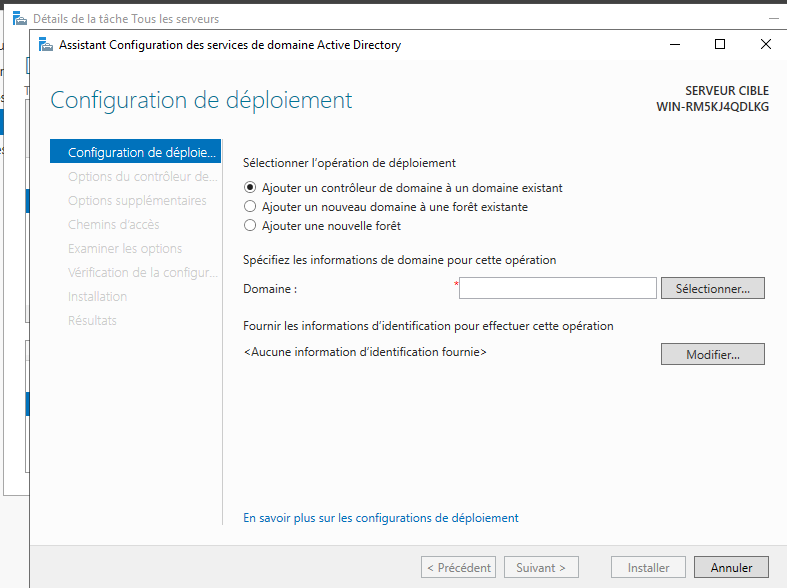 Détails de la tâche Tous les serveurs
Assistant Configuration des services de domaine Active Directory
Configuration de déploiement
SERVEUR CIBLE
WIN-RM5KJ4QDLKG
Configuration de déploie...
Options du contrôleur de...
Options supplémentaires
Chemins d'accès
Examiner les options
Vérification de la configur...
Installation
Résultats
Sélectionner l'opération de déploiement
Ajouter un contrôleur de domaine à un domaine existant
Ajouter un nouveau domaine à une forêt existante
Ajouter une nouvelle forêt
Spécifiez les informations de domaine pour cette opération
Domaine : * Sélectionner...
Fournir les informations d'identification pour effectuer cette opération
<Aucune information d'identification fournie> Modifier...
En savoir plus sur les configurations de déploiement
< Précédent Suivant > Installer Annuler